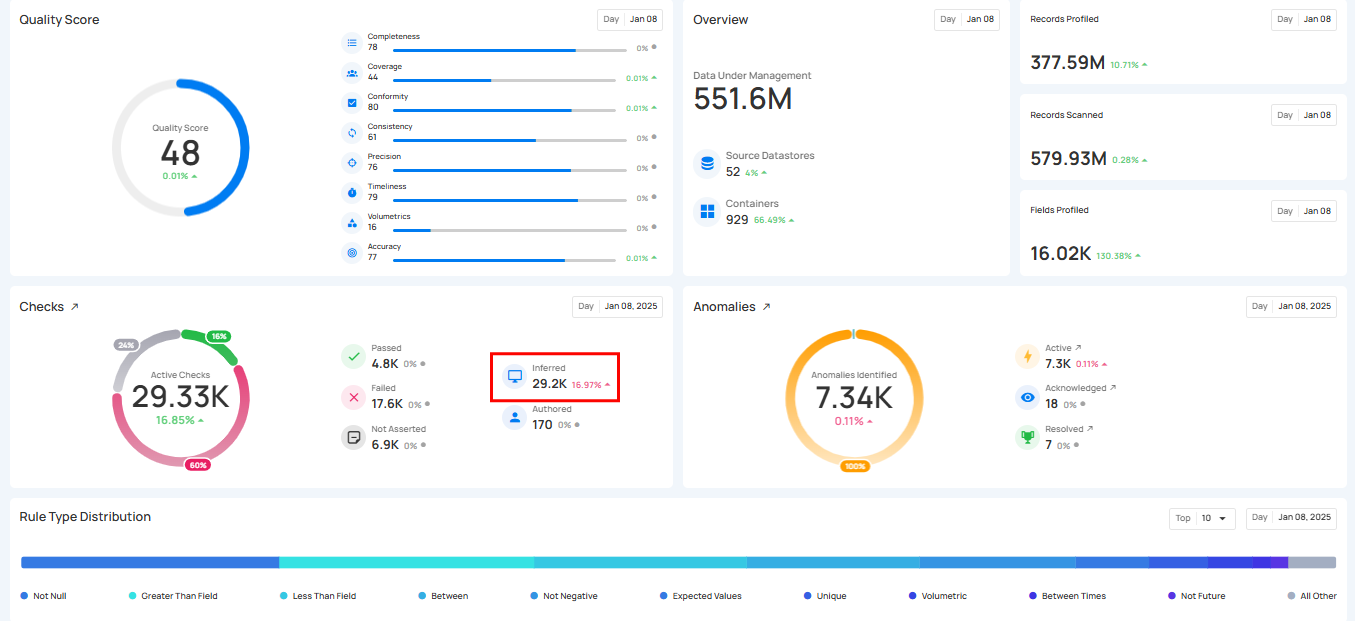 Quality Score
Day Jan 08
Quality Score
48
0.01%
Completeness
78
0%
Coverage
44
0.01%
Conformity
80
0.01%
Consistency
61
0%
Precision
76
0%
Timeliness
79
0%
Volumetrics
16
0%
Accuracy
77
0.01%
Overview
Day Jan 08
Data Under Management
551.6M
Source Datastores
52 4%
Containers
929 66.49%
Records Profiled
Day Jan 08
377.59M 10.71%
Records Scanned
Day Jan 08
579.93M 0.28%
Fields Profiled
Day Jan 08
16.02K 130.38%
Checks
Day Jan 08, 2025
24%
16%
Active Checks
29.33K
16.85%
60%
Passed
4.8K 0%
Failed
17.6K 0%
Not Asserted
6.9K 0%
Inferred
29.2K 16.97%
Authored
170 0%
Anomalies
Day Jan 08, 2025
Anomalies Identified
7.34K
0.11%
100%
Active
7.3K 0.11%
Acknowledged
18 0%
Resolved
7 0%
Rule Type Distribution
Top 10
Day Jan 08, 2025
Not Null Greater Than Field Less Than Field Between Not Negative Expected Values Unique Volumetric Between Times Not Future All Other